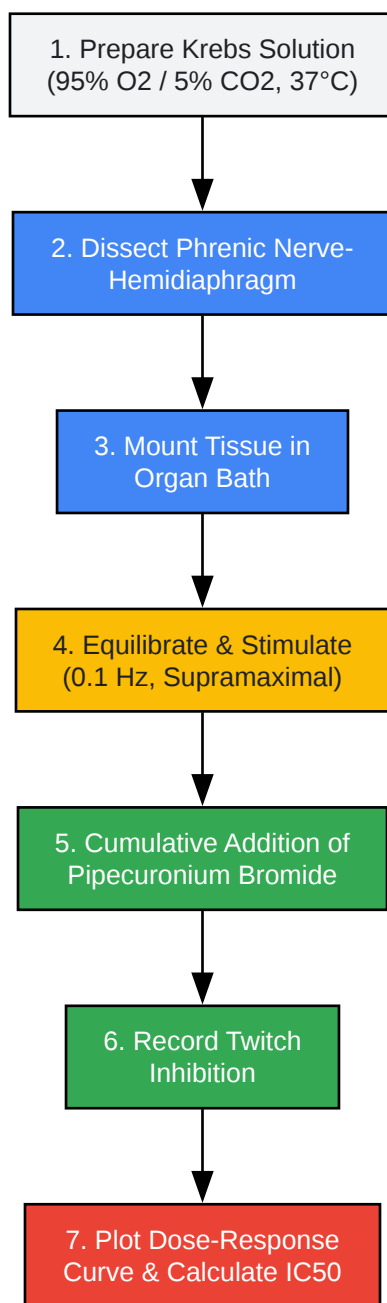 1. Prepare Krebs Solution
(95% O2 / 5% CO2, 37°C)
2. Dissect Phrenic Nerve-
Hemidiaphragm
3. Mount Tissue in
Organ Bath
4. Equilibrate & Stimulate
(0.1 Hz, Supramaximal)
5. Cumulative Addition of
Pipecuronium Bromide
6. Record Twitch
Inhibition
7. Plot Dose-Response
Curve & Calculate IC50